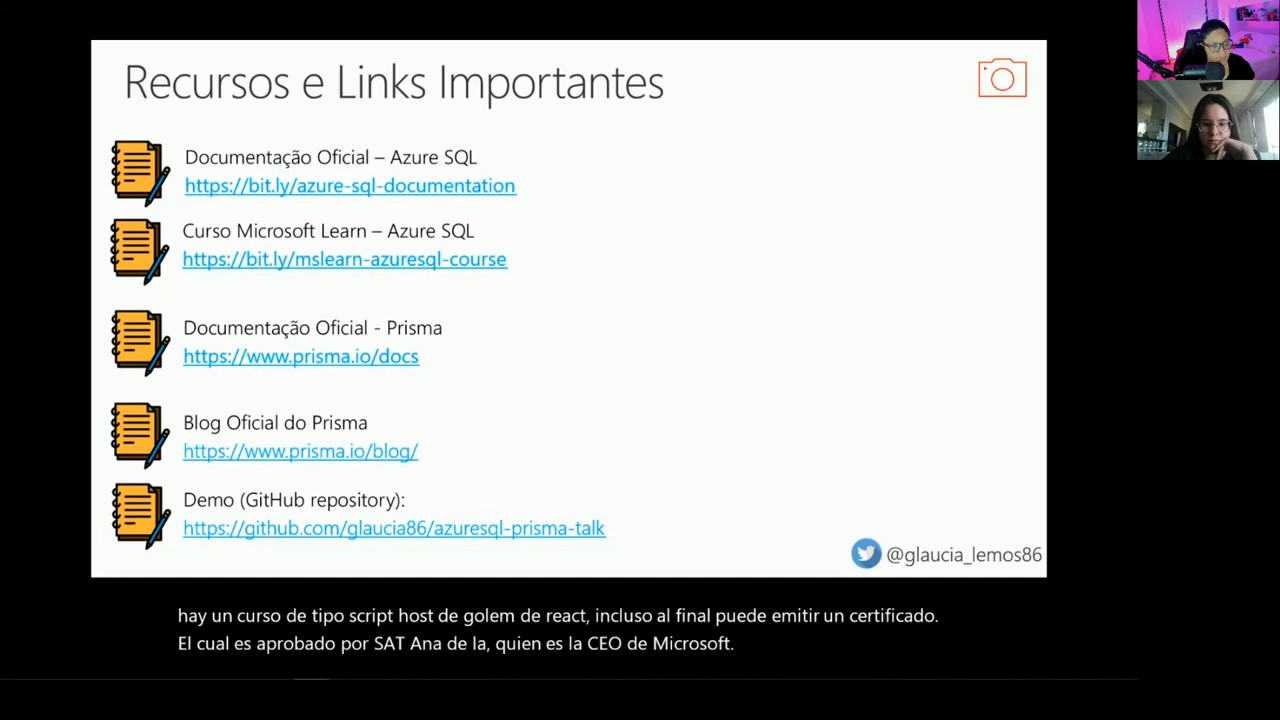 Recursos e Links Importantes
Documentação Oficial – Azure SQL
https://bit.ly/azure-sql-documentation
Curso Microsoft Learn – Azure SQL
https://bit.ly/mslearn-azuresql-course
Documentação Oficial - Prisma
https://www.prisma.io/docs
Blog Oficial do Prisma
https://www.prisma.io/blog/
Demo (GitHub repository):
https://github.com/glaucia86/azuresql-prisma-talk
@glaucia_lemos86
hay un curso de tipo script host de golem de react, incluso al final puede emitir un certificado.
El cual es aprobado por SAT Ana de la, quien es la CEO de Microsoft.